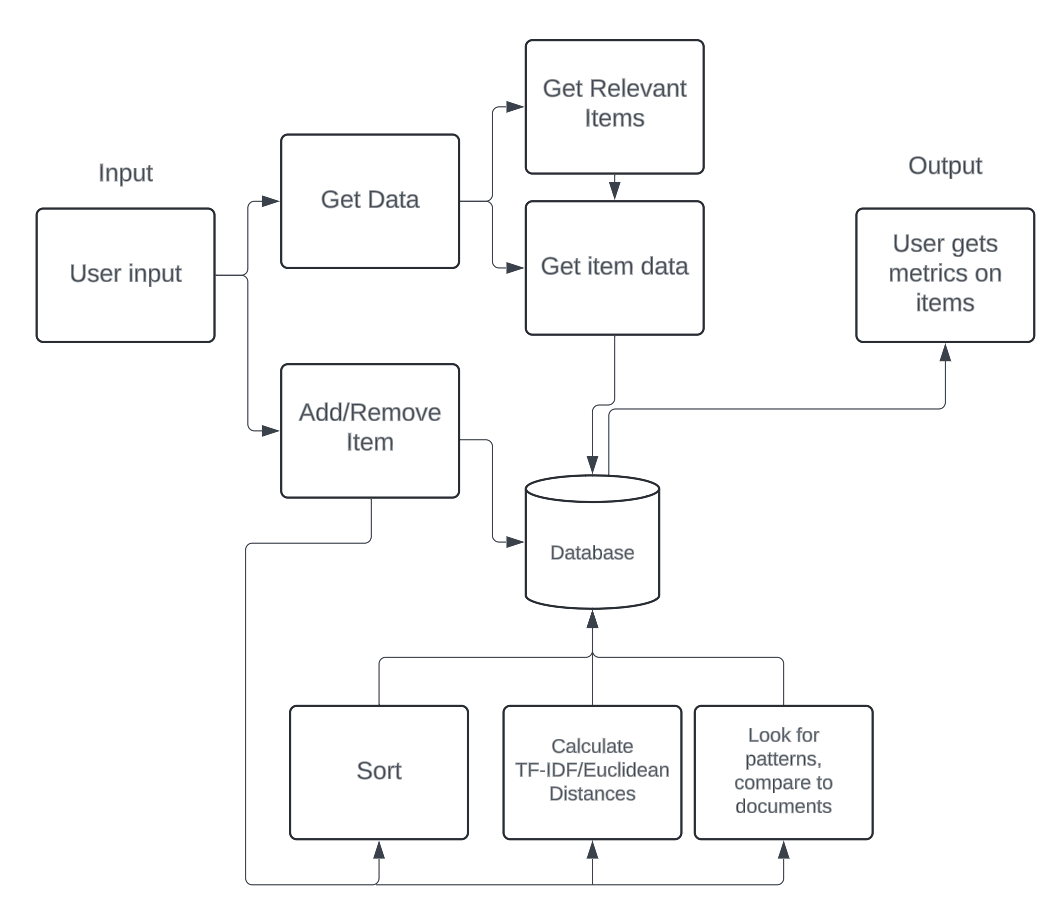 Input
User input
Get Data
Add/Remove
Item
Get Relevant
Items
Get item data
Output
User gets
metrics on
items
Database
Sort
Calculate
TF-IDF/Euclidean
Distances
Look for
patterns,
compare to
documents